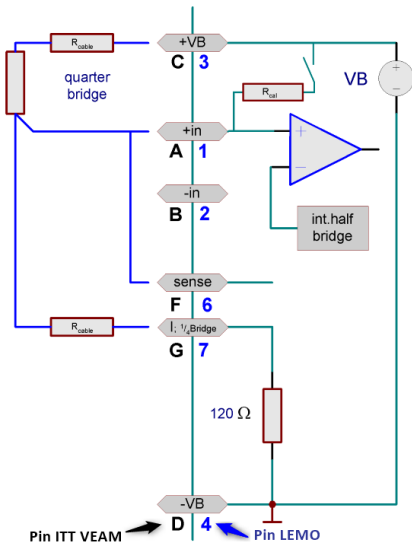 Rcable
+VB
C 3
quarter
bridge
VB
+
−
Rcal
+in
A 1
+
−
-in
B 2
int.half
bridge
sense
F 6
Rcable
I; 1/4Bridge
G 7
120 Ω
-VB
D 4
Pin ITT VEAM
Pin LEMO